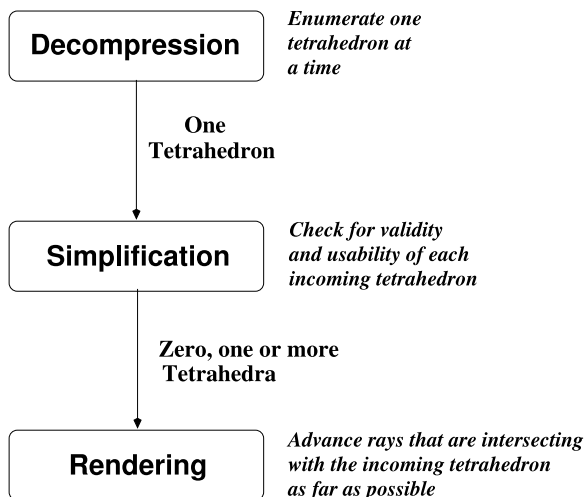 Decompression
Enumerate one
tetrahedron at
a time
One
Tetrahedron
Simplification
Check for validity
and usability of each
incoming tetrahedron
Zero, one or more
Tetrahedra
Rendering
Advance rays that are intersecting
with the incoming tetrahedron
as far as possible